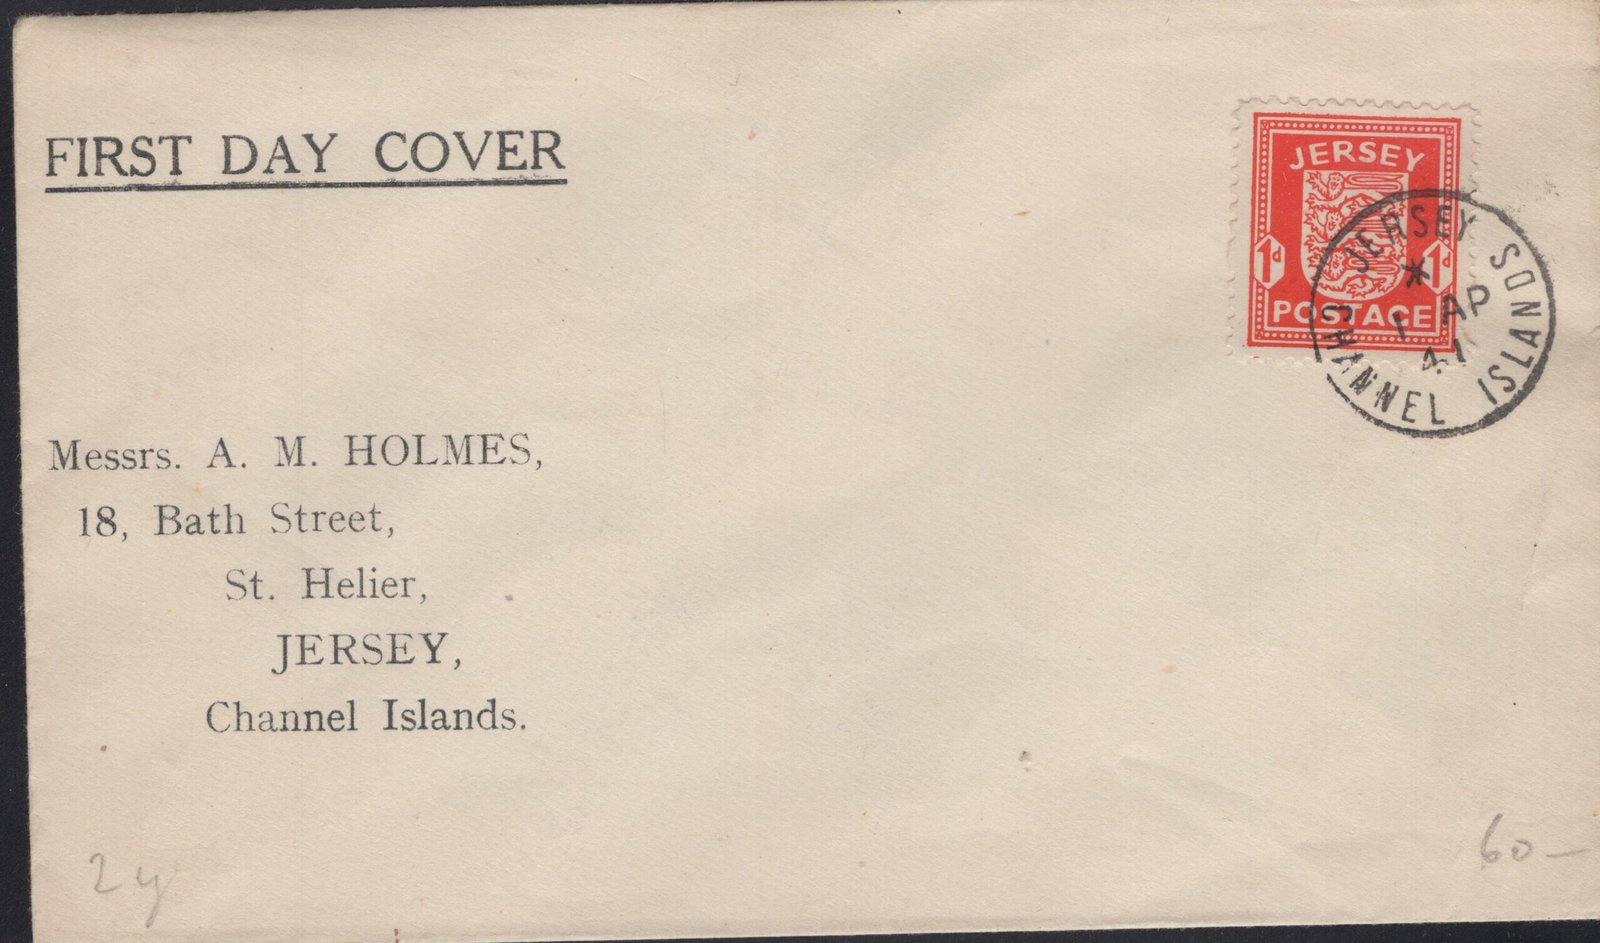 FIRST DAY COVER
JERSEY
1d 1d
POSTAGE
JERSEY
*
1 AP
41
CHANNEL ISLANDS
Messrs. A. M. HOLMES,
18, Bath Street,
St. Helier,
JERSEY,
Channel Islands.
2y
60—